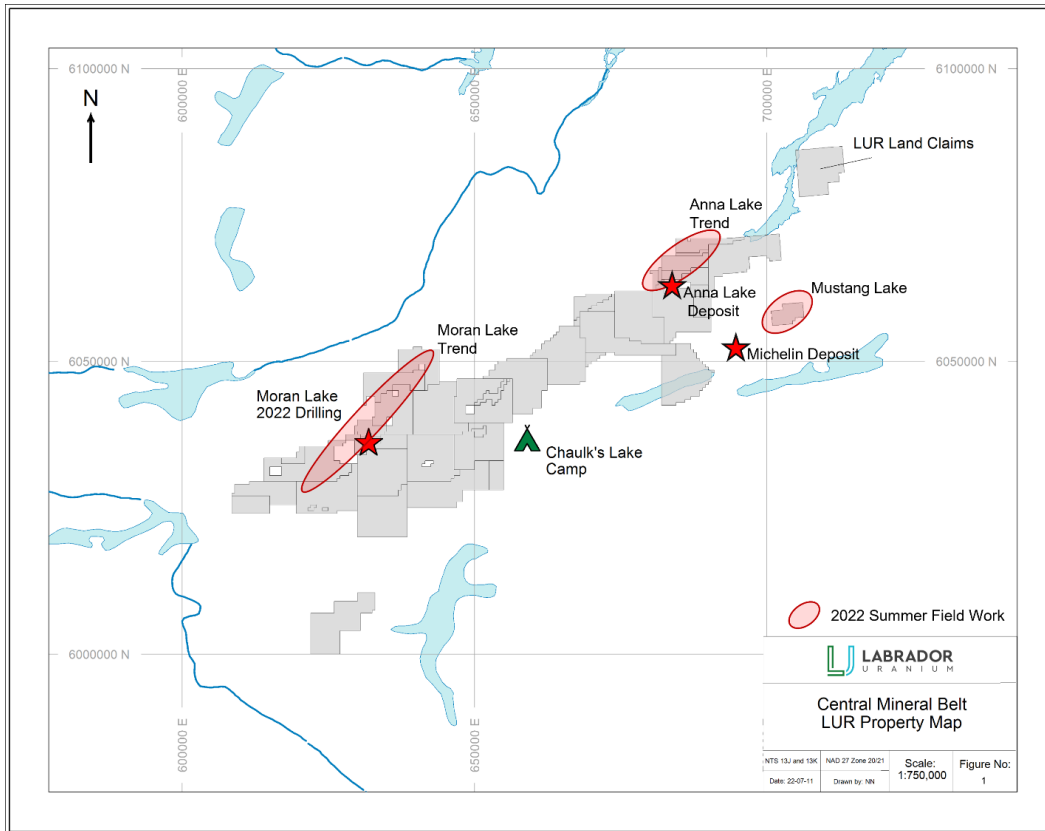 6100000 N
600000 E
650000 E
700000 E
6100000 N
N
LUR Land Claims
Anna Lake
Trend
Anna Lake
Deposit
Mustang Lake
Michelin Deposit
6050000 N
6050000 N
Moran Lake
Trend
Moran Lake
2022 Drilling
Chaulk's Lake
Camp
6000000 N
600000 E
650000 E
2022 Summer Field Work
LJ LABRADOR
URANIUM
Central Mineral Belt
LUR Property Map
NTS 13J and 13K
NAD 27 Zone 20/21
Scale:
1:750,000
Figure No:
1
Date: 22-07-11
Drawn by: NN